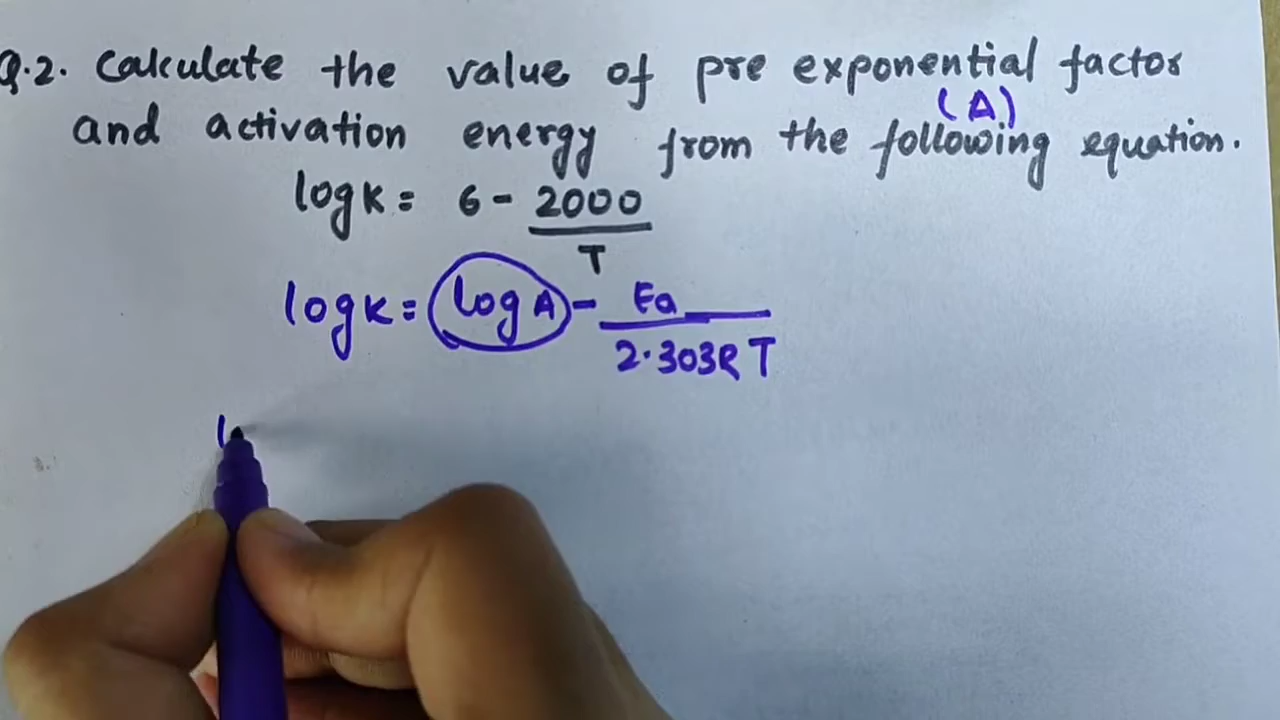 Q.2. Calculate the value of pre exponential factor
(A)
and activation energy from the following equation.
log K = 6 - 2000
T
log K = log A - Ea
2.303R T
l